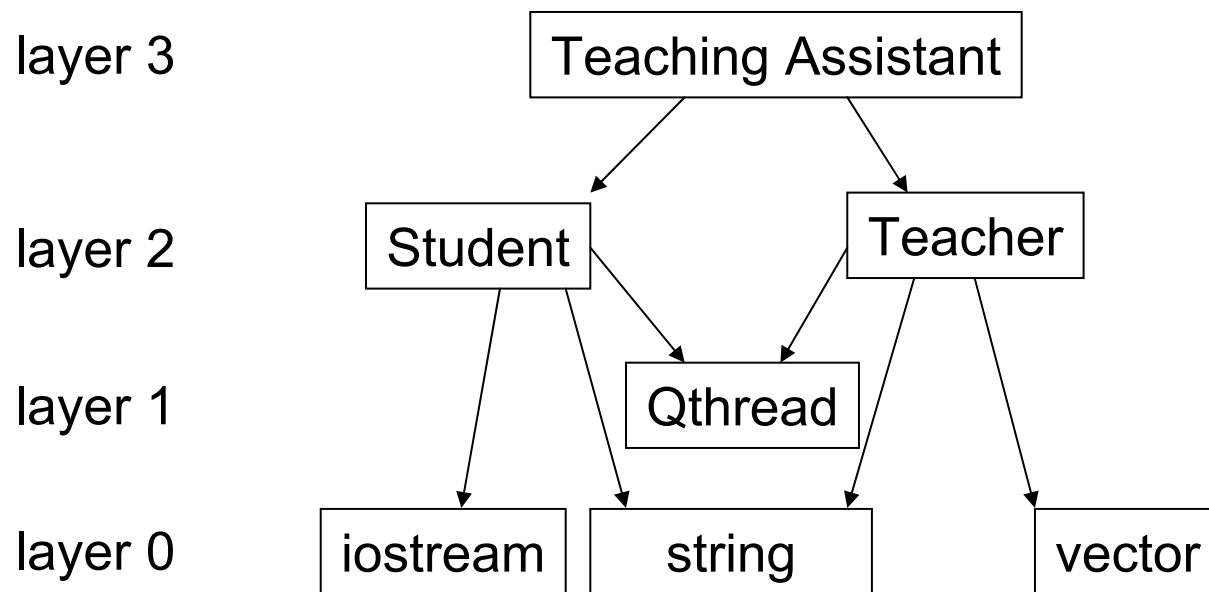 layer 3
Teaching Assistant
layer 2
Student
Teacher
layer 1
Qthread
layer 0
iostream
string
vector